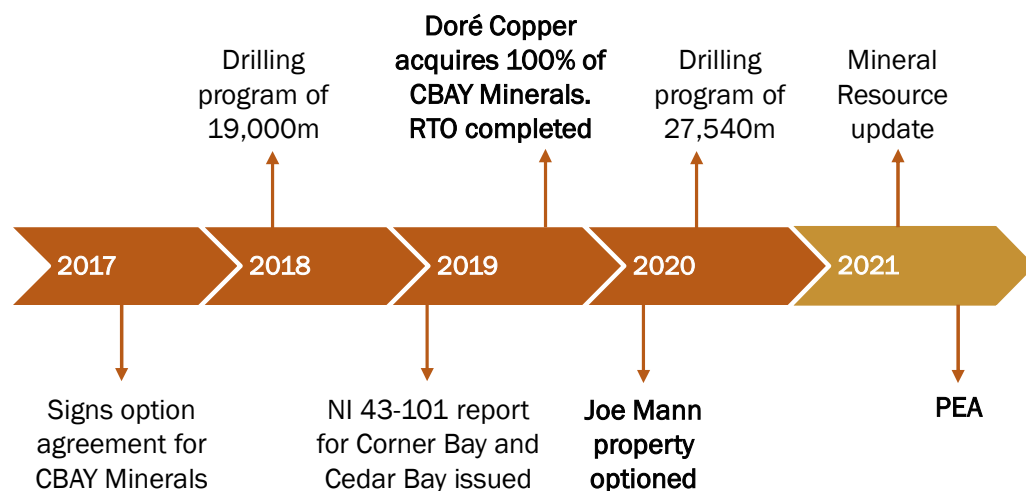 Drilling
program of
19,000m
Doré Copper
acquires 100% of
CBAY Minerals.
RTO completed
Drilling
program of
27,540m
Mineral
Resource
update
2017
2018
2019
2020
2021
Signs option
agreement for
CBAY Minerals
NI 43-101 report
for Corner Bay and
Cedar Bay issued
Joe Mann
property
optioned
PEA